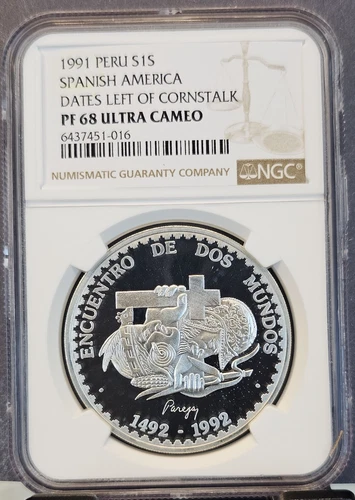 1991 PERU S1S
SPANISH AMERICA
DATES LEFT OF CORNSTALK
PF 68 ULTRA CAMEO
6437451-016
NUMISMATIC GUARANTY COMPANY
NGC®
ENCUENTRO DE DOS MUNDOS
Pareja
1492 - 1992